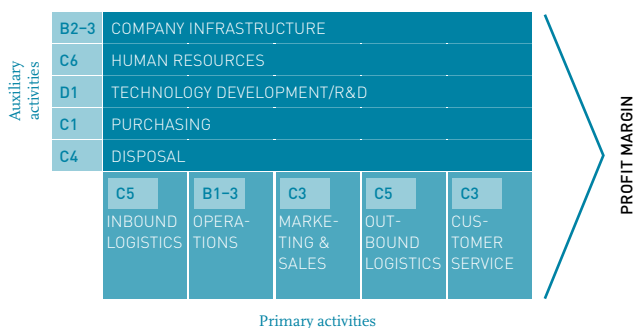 Auxiliary
activities
B2–3 COMPANY INFRASTRUCTURE
C6 HUMAN RESOURCES
D1 TECHNOLOGY DEVELOPMENT/R&D
C1 PURCHASING
C4 DISPOSAL
C5
INBOUND
LOGISTICS
B1–3
OPERA-
TIONS
C3
MARKE-
TING &
SALES
C5
OUT-
BOUND
LOGISTICS
C3
CUS-
TOMER
SERVICE
PROFIT MARGIN
Primary activities